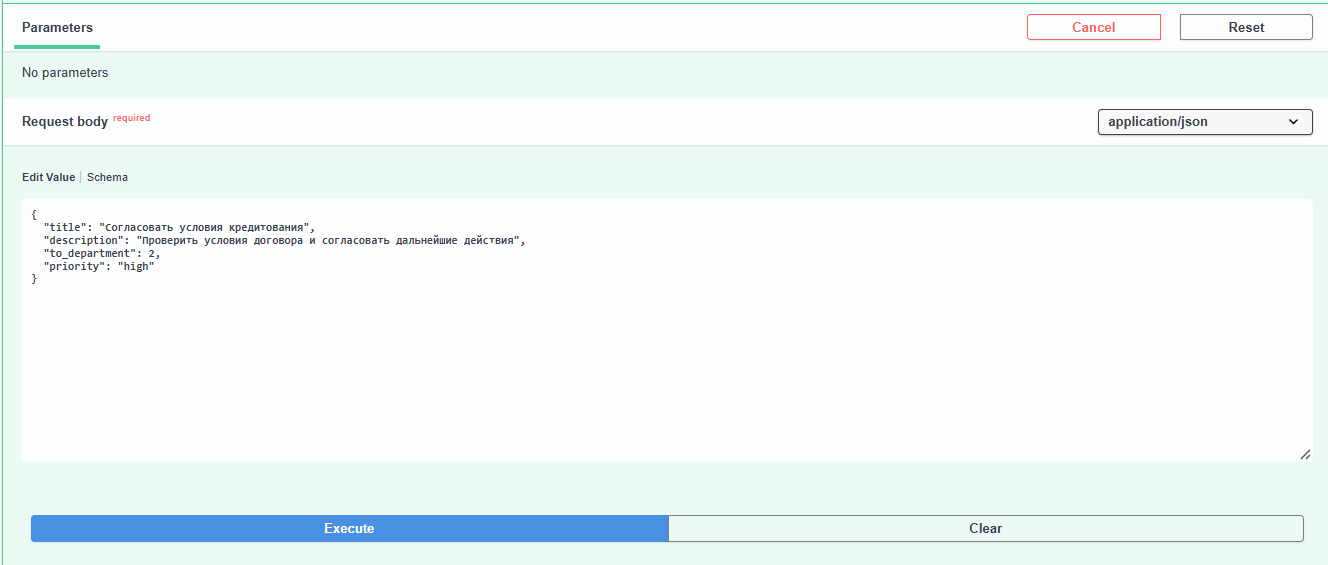 Parameters
Cancel
Reset
No parameters
Request body required
application/json
Edit Value | Schema
{
  "title": "Согласовать условия кредитования",
  "description": "Проверить условия договора и согласовать дальнейшие действия",
  "to_department": 2,
  "priority": "high"
}
Execute
Clear